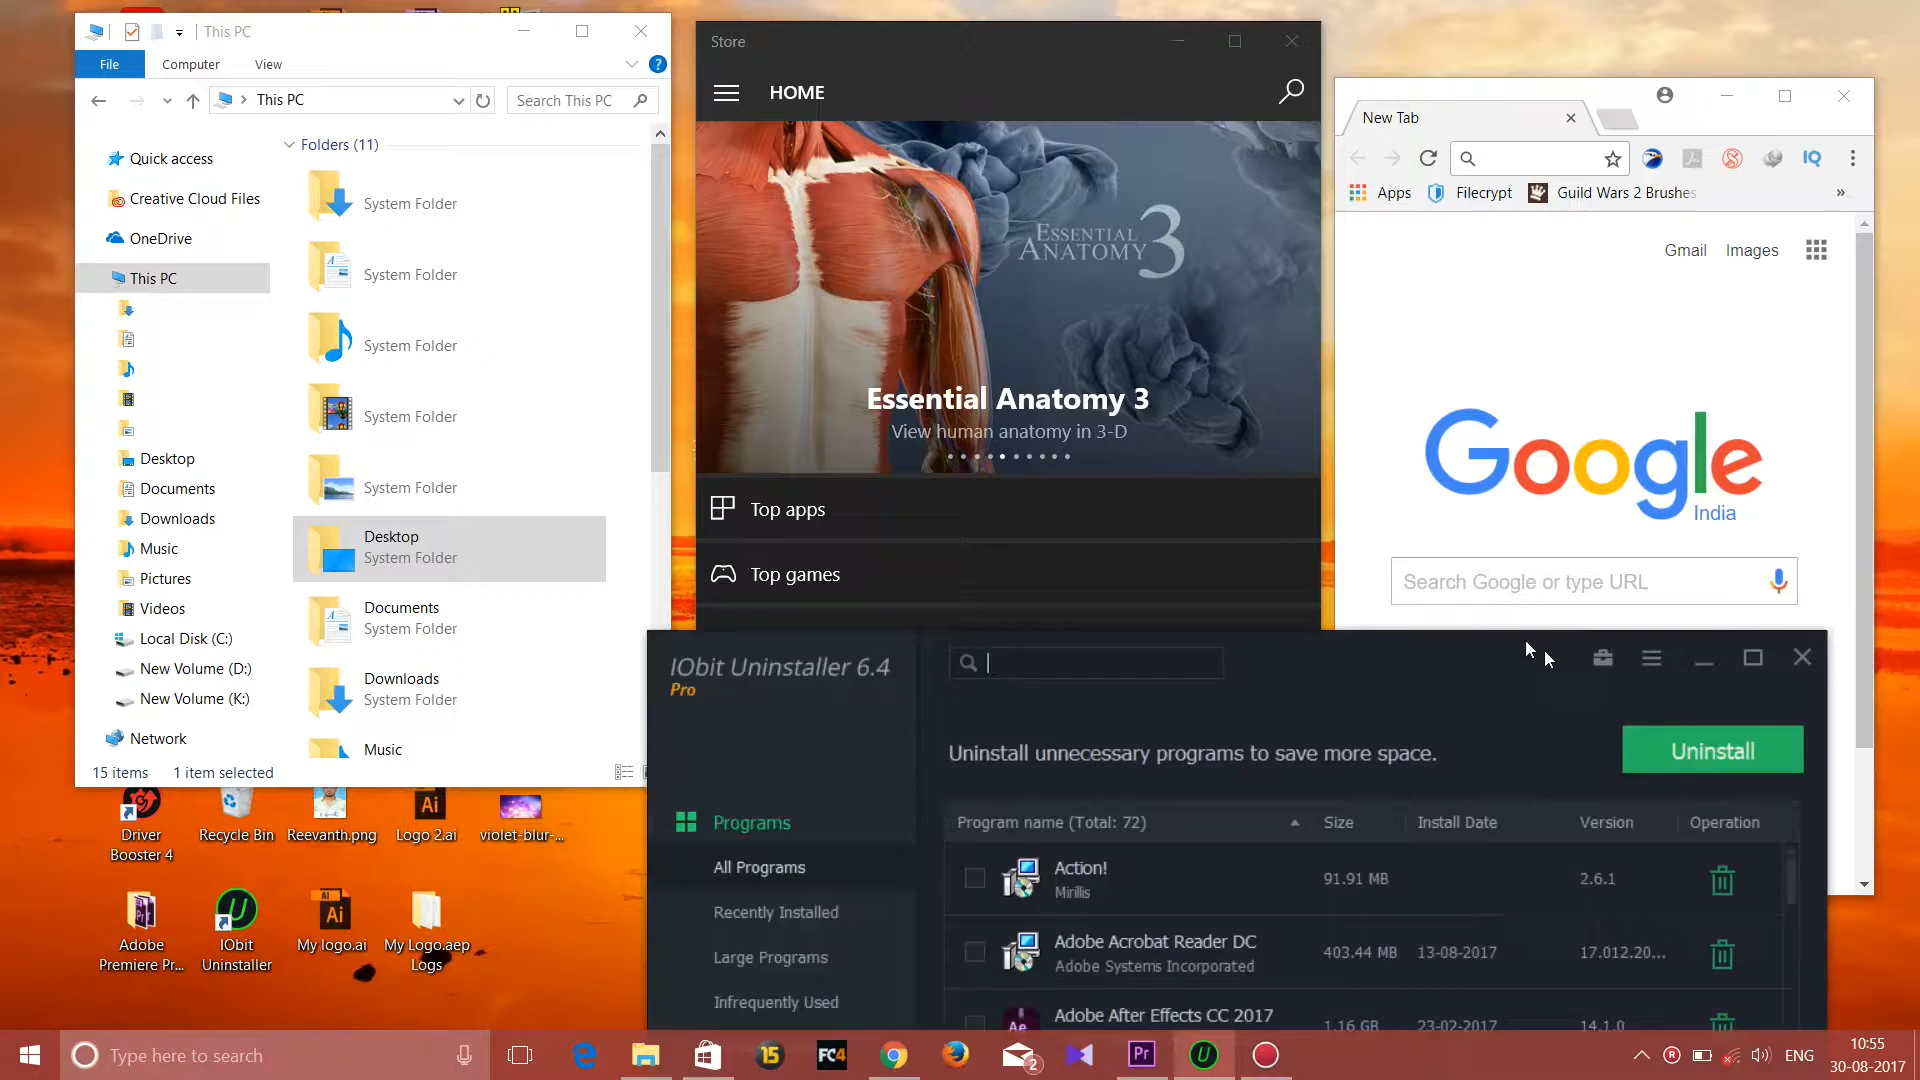 This PC
File
Computer
View
This PC
Search This PC
Quick access
Creative Cloud Files
OneDrive
This PC
Desktop
Documents
Downloads
Music
Pictures
Videos
Local Disk (C:)
New Volume (D:)
New Volume (K:)
Network
Folders (11)
System Folder
System Folder
System Folder
System Folder
System Folder
Desktop
System Folder
Documents
System Folder
Downloads
System Folder
Music
15 items
1 item selected
Store
HOME
ESSENTIAL
ANATOMY 3
Essential Anatomy 3
View human anatomy in 3-D
Top apps
Top games
New Tab
Apps
Filecrypt
Guild Wars 2 Brushes
»
Gmail
Images
Google
India
Search Google or type URL
IObit Uninstaller 6.4
Pro
Uninstall unnecessary programs to save more space.
Uninstall
Programs
All Programs
Recently Installed
Large Programs
Infrequently Used
Program name (Total: 72)
Size
Install Date
Version
Operation
Action!
Mirillis
91.91 MB
2.6.1
Adobe Acrobat Reader DC
Adobe Systems Incorporated
403.44 MB
13-08-2017
17.012.20...
Adobe After Effects CC 2017
1.16 GB
23-02-2017
14.1.0
Driver
Booster 4
Recycle Bin
Reevanth.png
Logo 2.ai
violet-blur-...
Adobe
Premiere Pr...
IObit
Uninstaller
My logo.ai
My Logo.aep
Logs
Type here to search
15
FC4
2
Pr
ENG
10:55
30-08-2017